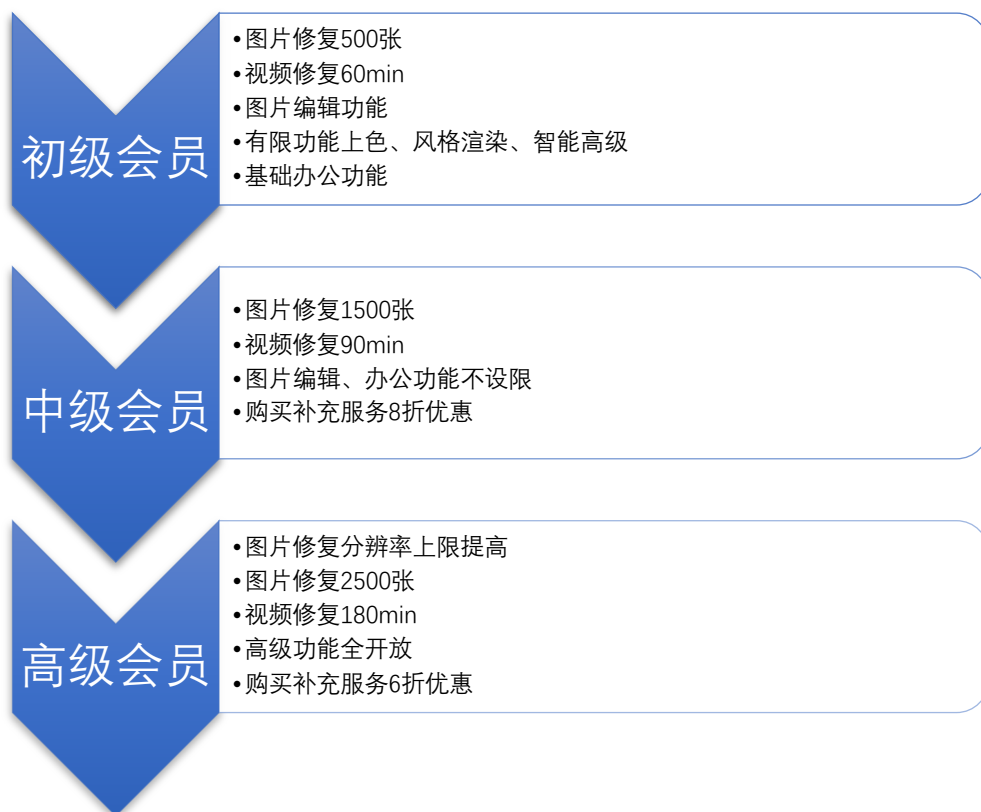 初级会员
•图片修复500张
•视频修复60min
•图片编辑功能
•有限功能上色、风格渲染、智能高级
•基础办公功能
中级会员
•图片修复1500张
•视频修复90min
•图片编辑、办公功能不设限
•购买补充服务8折优惠
高级会员
•图片修复分辨率上限提高
•图片修复2500张
•视频修复180min
•高级功能全开放
•购买补充服务6折优惠